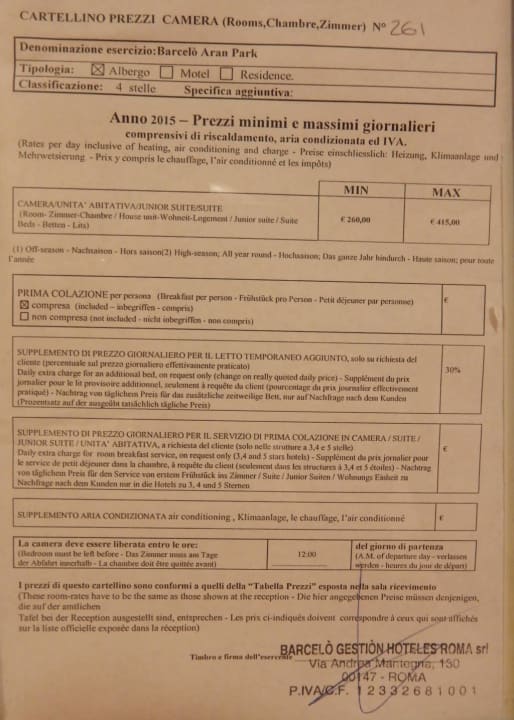 CARTELLINO PREZZI CAMERA (Rooms,Chambre,Zimmer) N° 261
Denominazione esercizio:Barcelò Aran Park
Tipologia: ☒ Albergo ☐ Motel ☐ Residence.
Classificazione: 4 stelle Specifica aggiuntiva:
Anno 2015 – Prezzi minimi e massimi giornalieri
comprensivi di riscaldamento, aria condizionata ed IVA.
(Rates per day inclusive of heating, air conditioning and charge - Preise einschliesslich: Heizung, Klimaanlage und
Mehrwetsierung - Prix y compris le chauffage, l'air conditionné et les impôts)
MIN MAX
CAMERA/UNITA' ABITATIVA/JUNIOR SUITE/SUITE
(Room- Zimmer-Chambre / House unit-Wohneit-Logement / Junior suite / Suite
Beds - Betten - Lits)
€ 260,00 € 415,00
(1) Off-season - Nachsaison - Hors saison(2) High-season; All year round - Hochsaison; Das ganze Jahr hindurch - Haute saison; pour toute
l'année
PRIMA COLAZIONE per persona (Breakfast per person - Frühstück pro Person - Petit déjeuner par personne)
☒ compresa (included – inbegriffen - compris)
☐ non compresa (not included - nicht inbegriffen - non compris)
€
SUPPLEMENTO DI PREZZO GIORNALIERO PER IL LETTO TEMPORANEO AGGIUNTO, solo su richiesta del
cliente (percentuale sul prezzo giornaliero effettivamente praticato)
Daily extra charge for an additional bed, on request only (change on really quoted daily price) - Supplément du prix
jornalier pour le lit provisoire additionnel, seulement à requête du client (pourcentage du prix journalier effectivement
pratiqué) - Nachtrag von täglichen Preis für das zusätzliche zeitweilige Ben, nur auf Nachfrage nach dem Kunden
(Prozentsatz auf der ausgeübt tatsächlich tägliche Preis)
30%
SUPPLEMENTO DI PREZZO GIORNALIERO PER IL SERVIZIO DI PRIMA COLAZIONE IN CAMERA / SUITE /
JUNIOR SUITE / UNITA' ABITATIVA, a richiesta del cliente (solo nelle strutture a 3,4 e 5 stelle)
Daily extra charge for room breakfast service, on request only (3,4 and 5 stars hotels) - Supplément du prix jornalier pour
le service de petit déjeuner dans la chambre, à requête du client (seulement dans les structures à 3,4 et 5 étoiles) - Nachtrag
von täglichen Preis für den Service von erstem Frühstück ins Zimmer / Suite / Junior Suiten / Wohnungs Einheit zu
Nachfrage nach dem Kunden nur in die Hotels zu 3, 4 und 5 Sternen
€
SUPPLEMENTO ARIA CONDIZIONATA air conditioning , Klimaanlage, le chauffage, l'air conditionné
€
La camera deve essere liberata entro le ore:
(Bedroom must be left before - Das Zimmer muss am Tage
der Abfahrt innerhalb - La chambre doit être quittée avant)
12:00
del giorno di partenza
(A.M. of departure day - verlassen
werden - heures du jour de départ)
I prezzi di questo cartellino sono conformi a quelli della "Tabella Prezzi" esposta nella sala ricevimento
(These room-rates have to be the same as those shown at the reception - Die hier angegebenen Preise müssen denjenigen,
die auf der amtlichen
Tafel bei der Reception ausgestellt sind, entsprechen - Les prix ci-indiqués doivent correspondre à ceux qui sont affichés
sur la liste officielle exposée dans la réception)
Timbro e firma dell'esercente
BARCELÒ GESTIÒN HOTELES ROMA srl
Via Andrea Mantegna, 130
00147 - ROMA
P.IVA/C.F. 12332681001